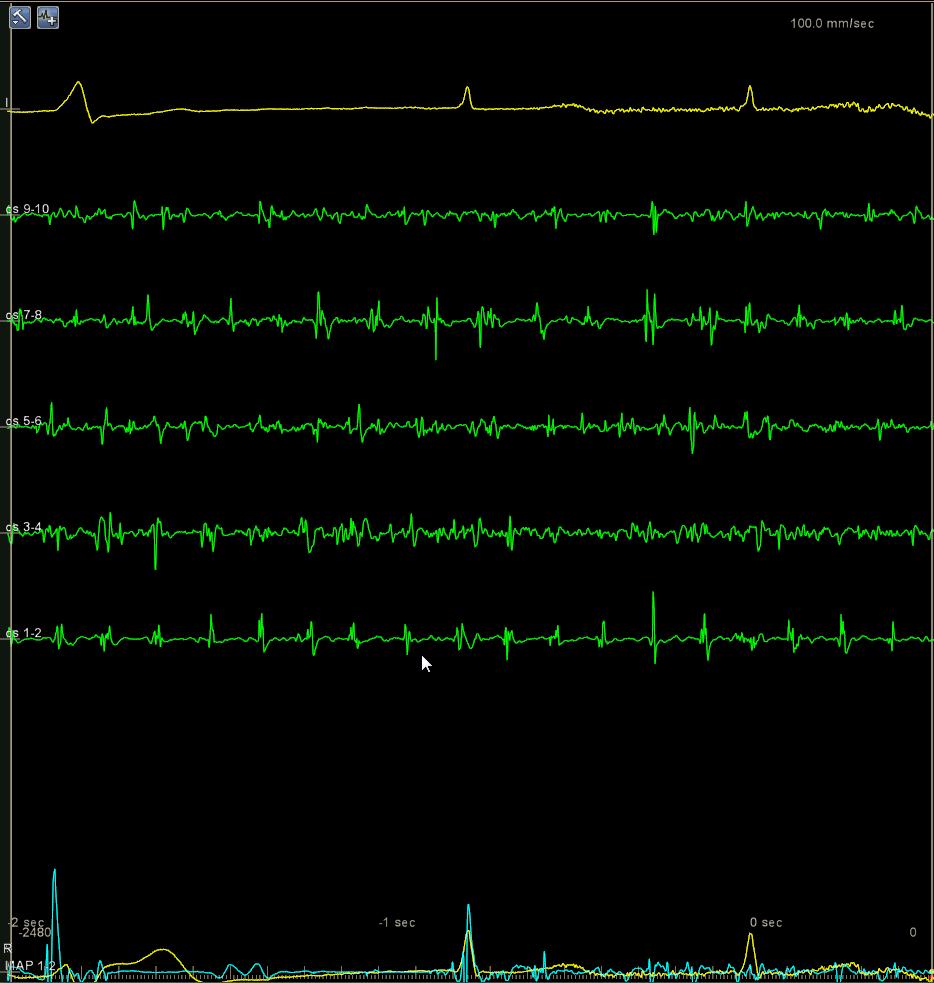 100.0 mm/sec
I
cs 9-10
cs 7-8
cs 5-6
cs 3-4
cs 1-2
-2 sec
-1 sec
0 sec
-2480
0
R
MAP 1-2